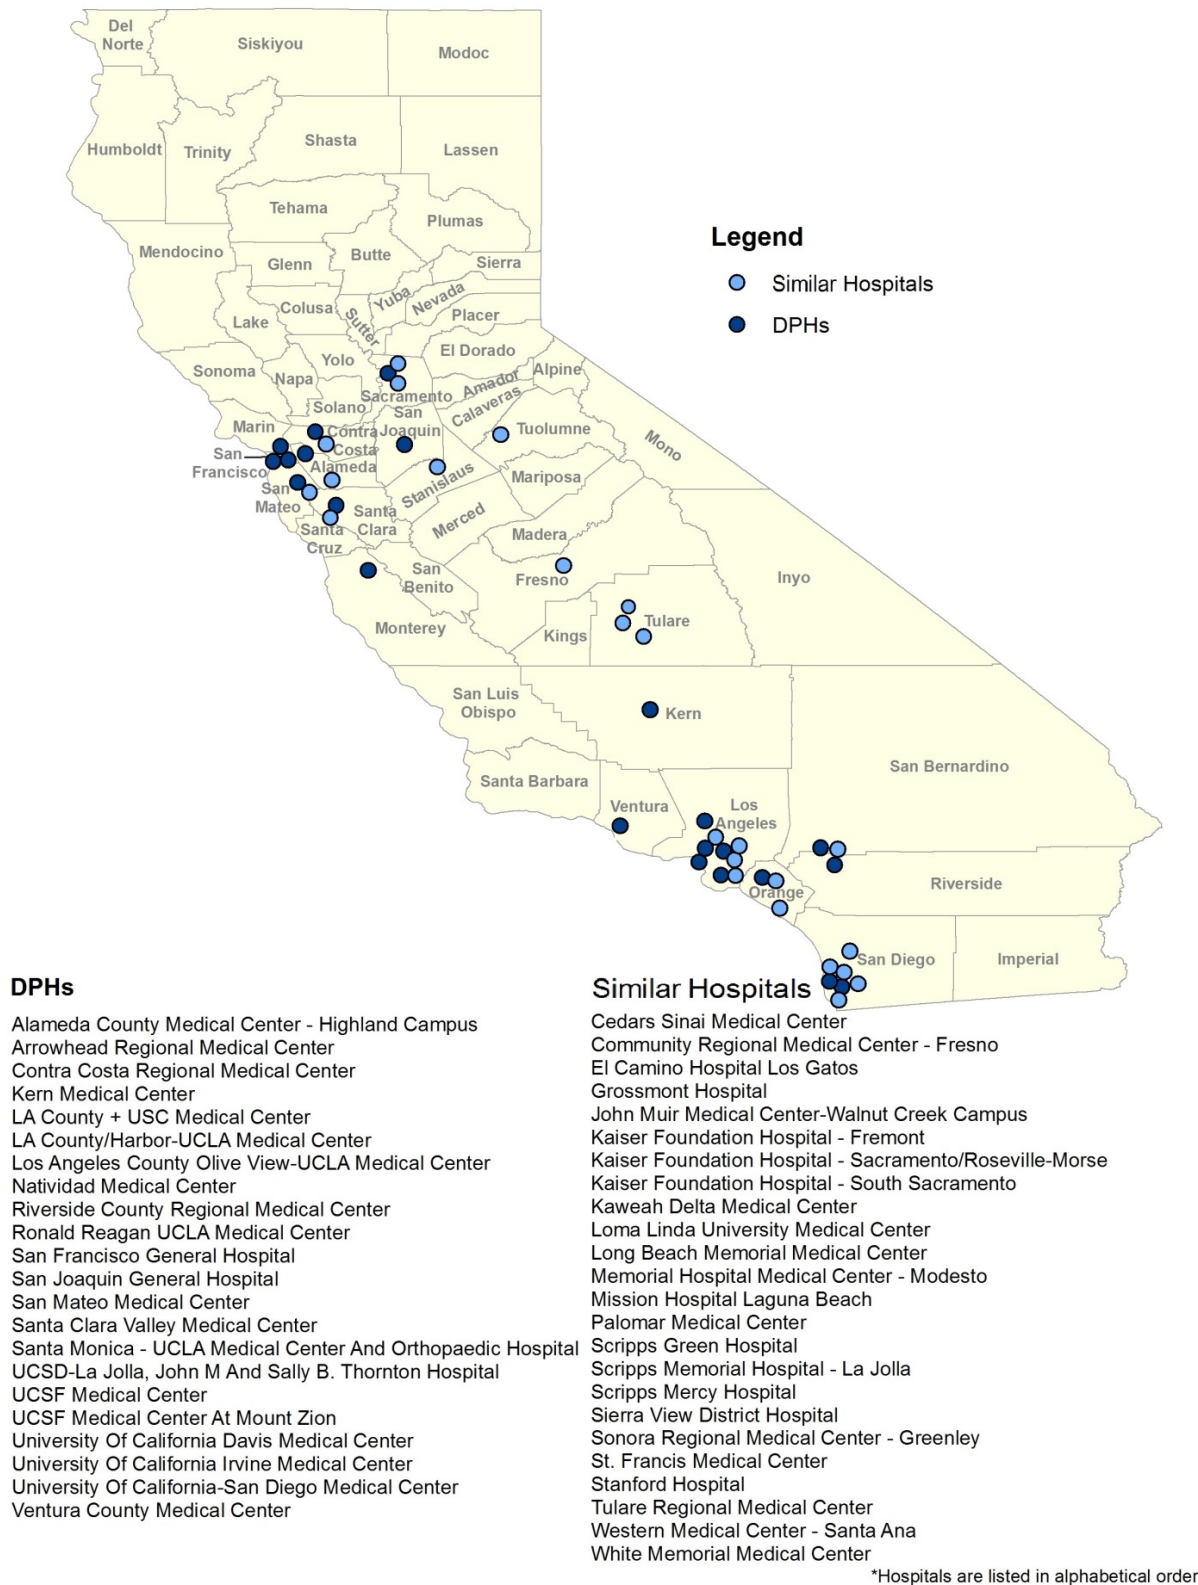 Del
Norte
Siskiyou
Modoc
Humboldt
Trinity
Shasta
Lassen
Tehama
Plumas
Mendocino
Glenn
Butte
Sierra
Colusa
Lake
Sutter
Yuba
Nevada
Placer
El Dorado
Sonoma
Napa
Yolo
Sacramento
Amador
Alpine
Calaveras
Solano
Marin
Contra
Costa
San
Joaquin
Tuolumne
Mono
San
Francisco
Alameda
Stanislaus
Mariposa
San
Mateo
Santa
Clara
Merced
Santa
Cruz
Madera
San
Benito
Fresno
Inyo
Monterey
Kings
Tulare
San Luis
Obispo
Kern
San Bernardino
Santa Barbara
Ventura
Los
Angeles
Orange
Riverside
San Diego
Imperial
Legend
Similar Hospitals
DPHs
DPHs
Alameda County Medical Center - Highland Campus
Arrowhead Regional Medical Center
Contra Costa Regional Medical Center
Kern Medical Center
LA County + USC Medical Center
LA County/Harbor-UCLA Medical Center
Los Angeles County Olive View-UCLA Medical Center
Natividad Medical Center
Riverside County Regional Medical Center
Ronald Reagan UCLA Medical Center
San Francisco General Hospital
San Joaquin General Hospital
San Mateo Medical Center
Santa Clara Valley Medical Center
Santa Monica - UCLA Medical Center And Orthopaedic Hospital
UCSD-La Jolla, John M And Sally B. Thornton Hospital
UCSF Medical Center
UCSF Medical Center At Mount Zion
University Of California Davis Medical Center
University Of California Irvine Medical Center
University Of California-San Diego Medical Center
Ventura County Medical Center
Similar Hospitals
Cedars Sinai Medical Center
Community Regional Medical Center - Fresno
El Camino Hospital Los Gatos
Grossmont Hospital
John Muir Medical Center-Walnut Creek Campus
Kaiser Foundation Hospital - Fremont
Kaiser Foundation Hospital - Sacramento/Roseville-Morse
Kaiser Foundation Hospital - South Sacramento
Kaweah Delta Medical Center
Loma Linda University Medical Center
Long Beach Memorial Medical Center
Memorial Hospital Medical Center - Modesto
Mission Hospital Laguna Beach
Palomar Medical Center
Scripps Green Hospital
Scripps Memorial Hospital - La Jolla
Scripps Mercy Hospital
Sierra View District Hospital
Sonora Regional Medical Center - Greenley
St. Francis Medical Center
Stanford Hospital
Tulare Regional Medical Center
Western Medical Center - Santa Ana
White Memorial Medical Center
*Hospitals are listed in alphabetical order